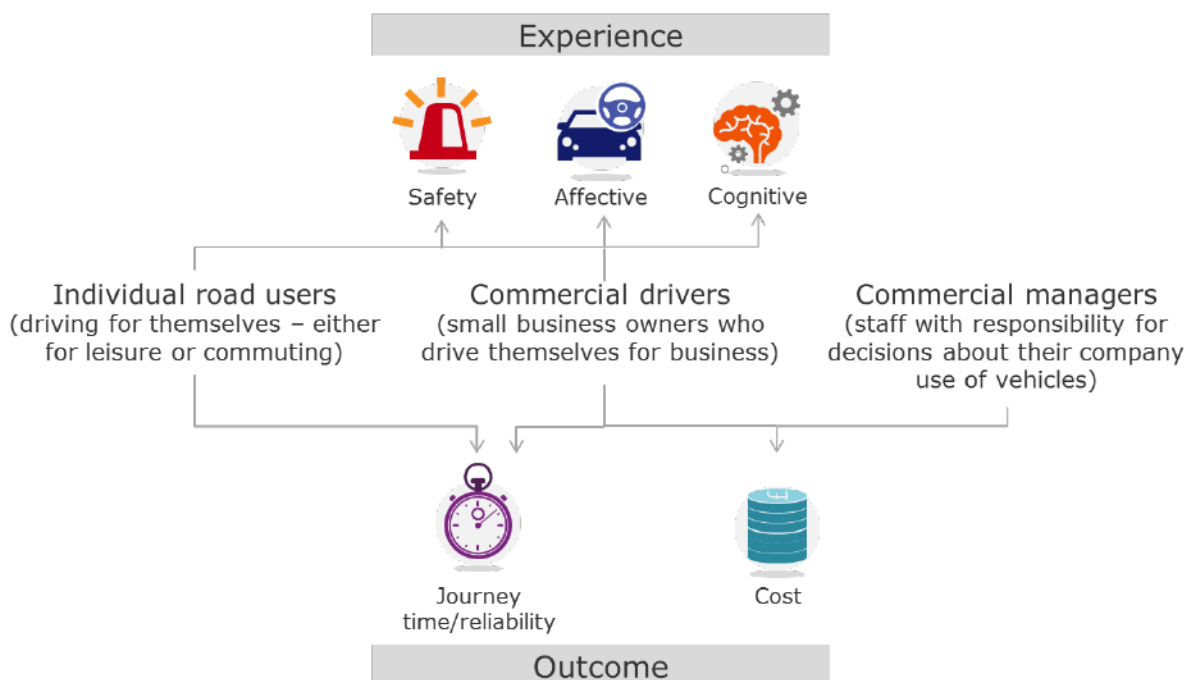 Experience
Safety
Affective
Cognitive
Individual road users
(driving for themselves – either
for leisure or commuting)
Commercial drivers
(small business owners who
drive themselves for business)
Commercial managers
(staff with responsibility for
decisions about their company
use of vehicles)
Journey
time/reliability
Cost
Outcome